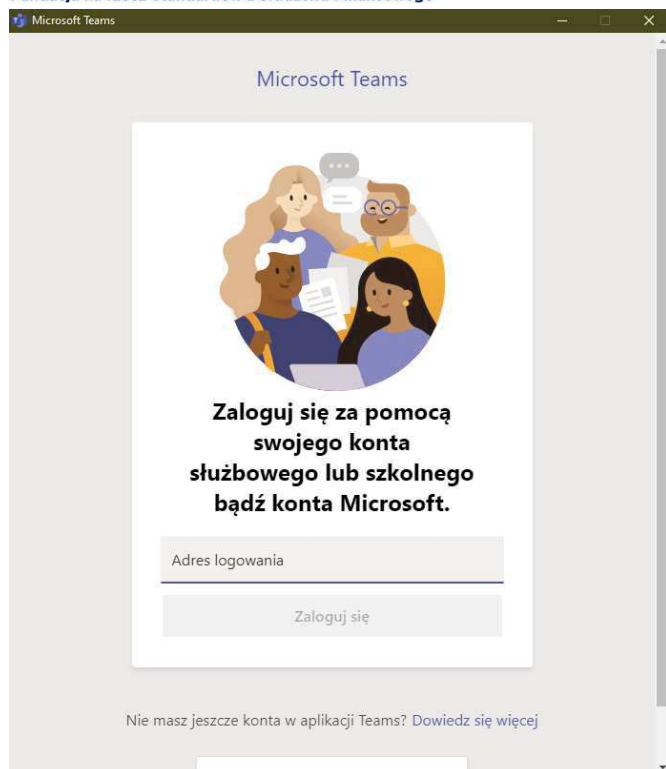 Microsoft Teams
Microsoft Teams
Zaloguj się za pomocą
swojego konta
służbowego lub szkolnego
bądź konta Microsoft.
Adres logowania
Zaloguj się
Nie masz jeszcze konta w aplikacji Teams? Dowiedz się więcej